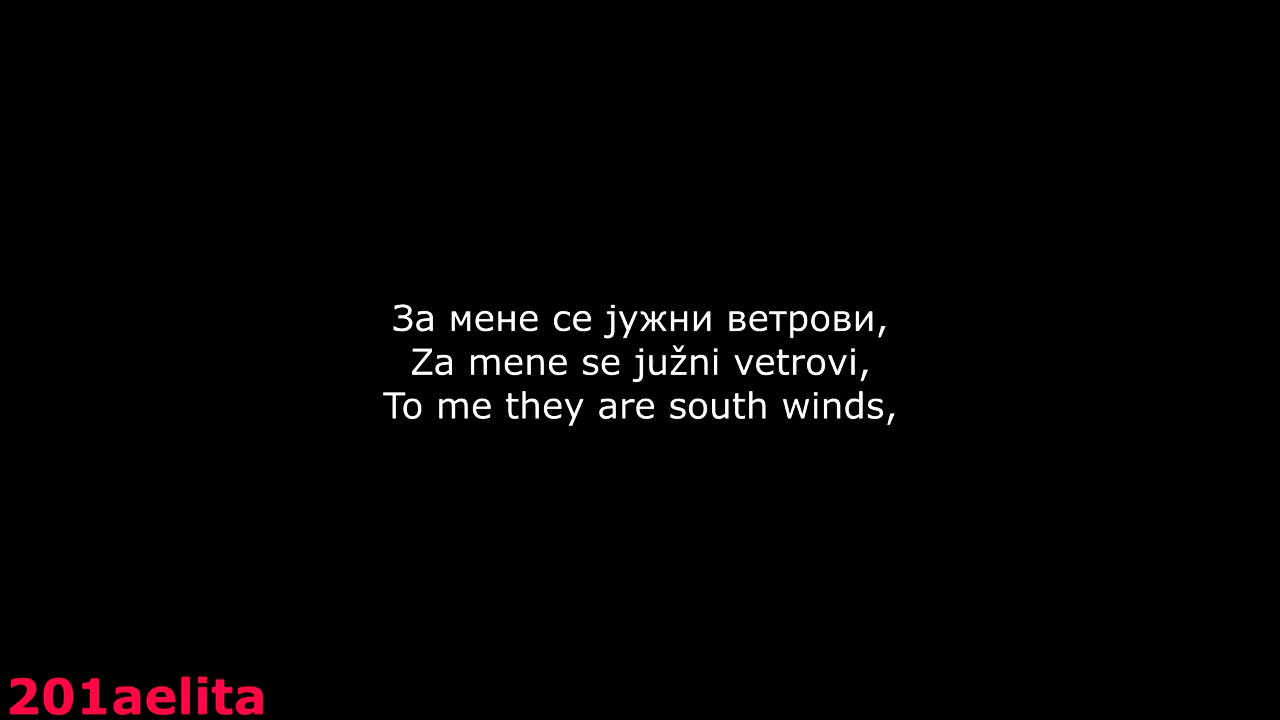 За мене се јужни ветрови,
Za mene se južni vetrovi,
To me they are south winds,
201aelita